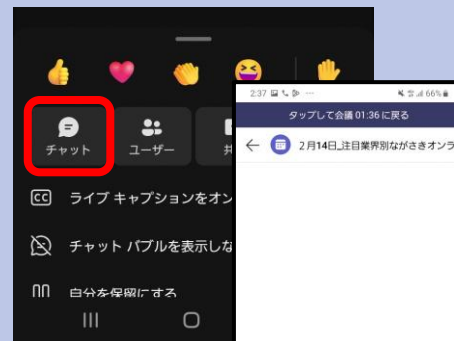 チャット
ユーザー
CC ライブ キャプションをオン
チャット バブルを表示しな
自分を保留にする
2:37
66%
タップして会議 01:36 に戻る
2月14日_注目業界別ながさきオンラ